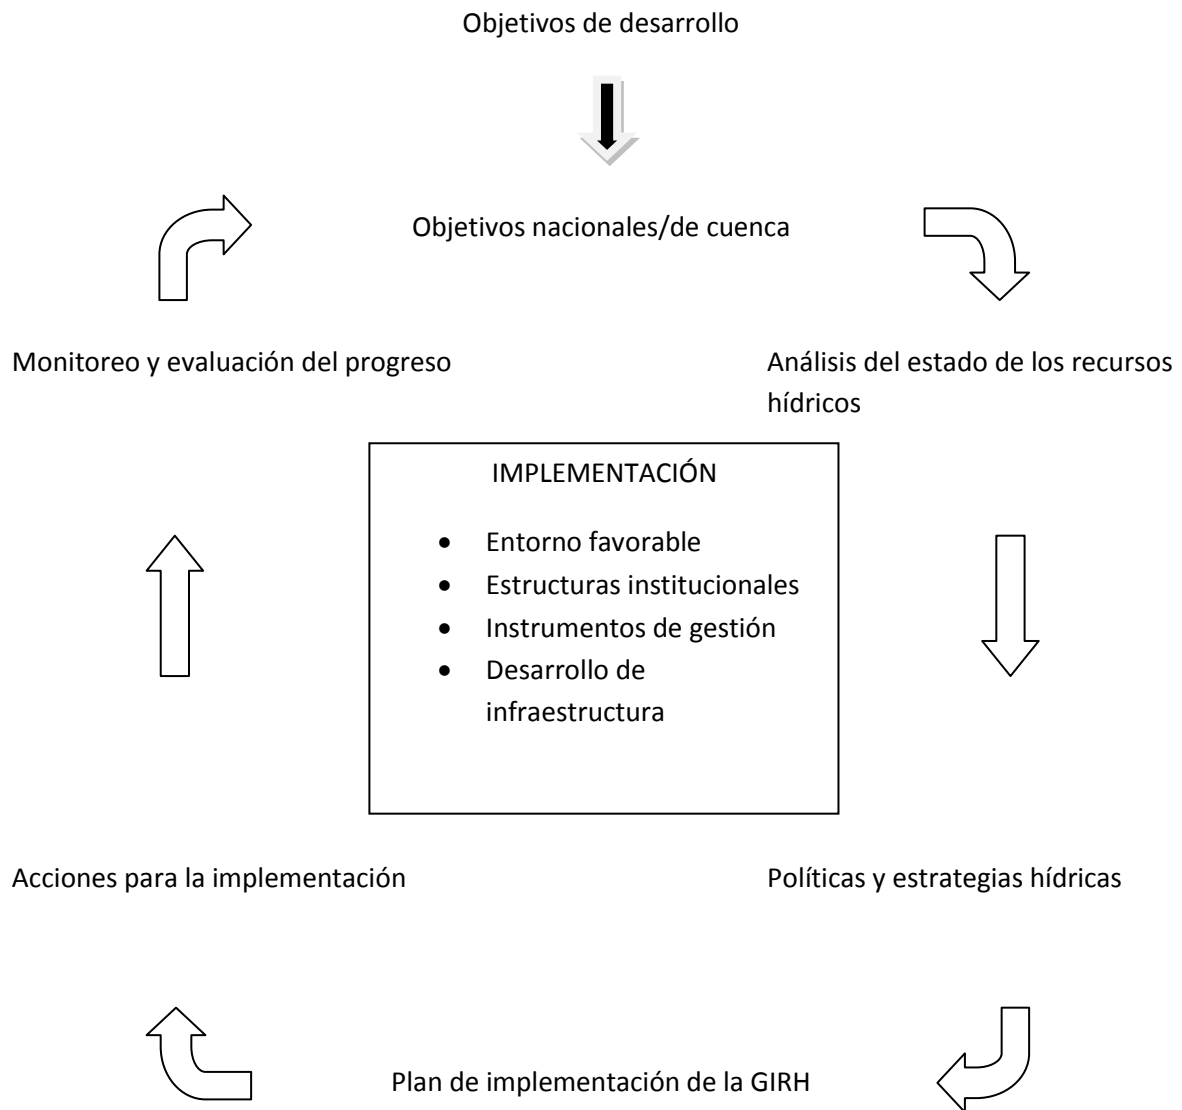 Objetivos de desarrollo
Objetivos nacionales/de cuenca
Monitoreo y evaluación del progreso
Análisis del estado de los recursos
hídricos
IMPLEMENTACIÓN
• Entorno favorable
• Estructuras institucionales
• Instrumentos de gestión
• Desarrollo de
infraestructura
Acciones para la implementación
Políticas y estrategias hídricas
Plan de implementación de la GIRH